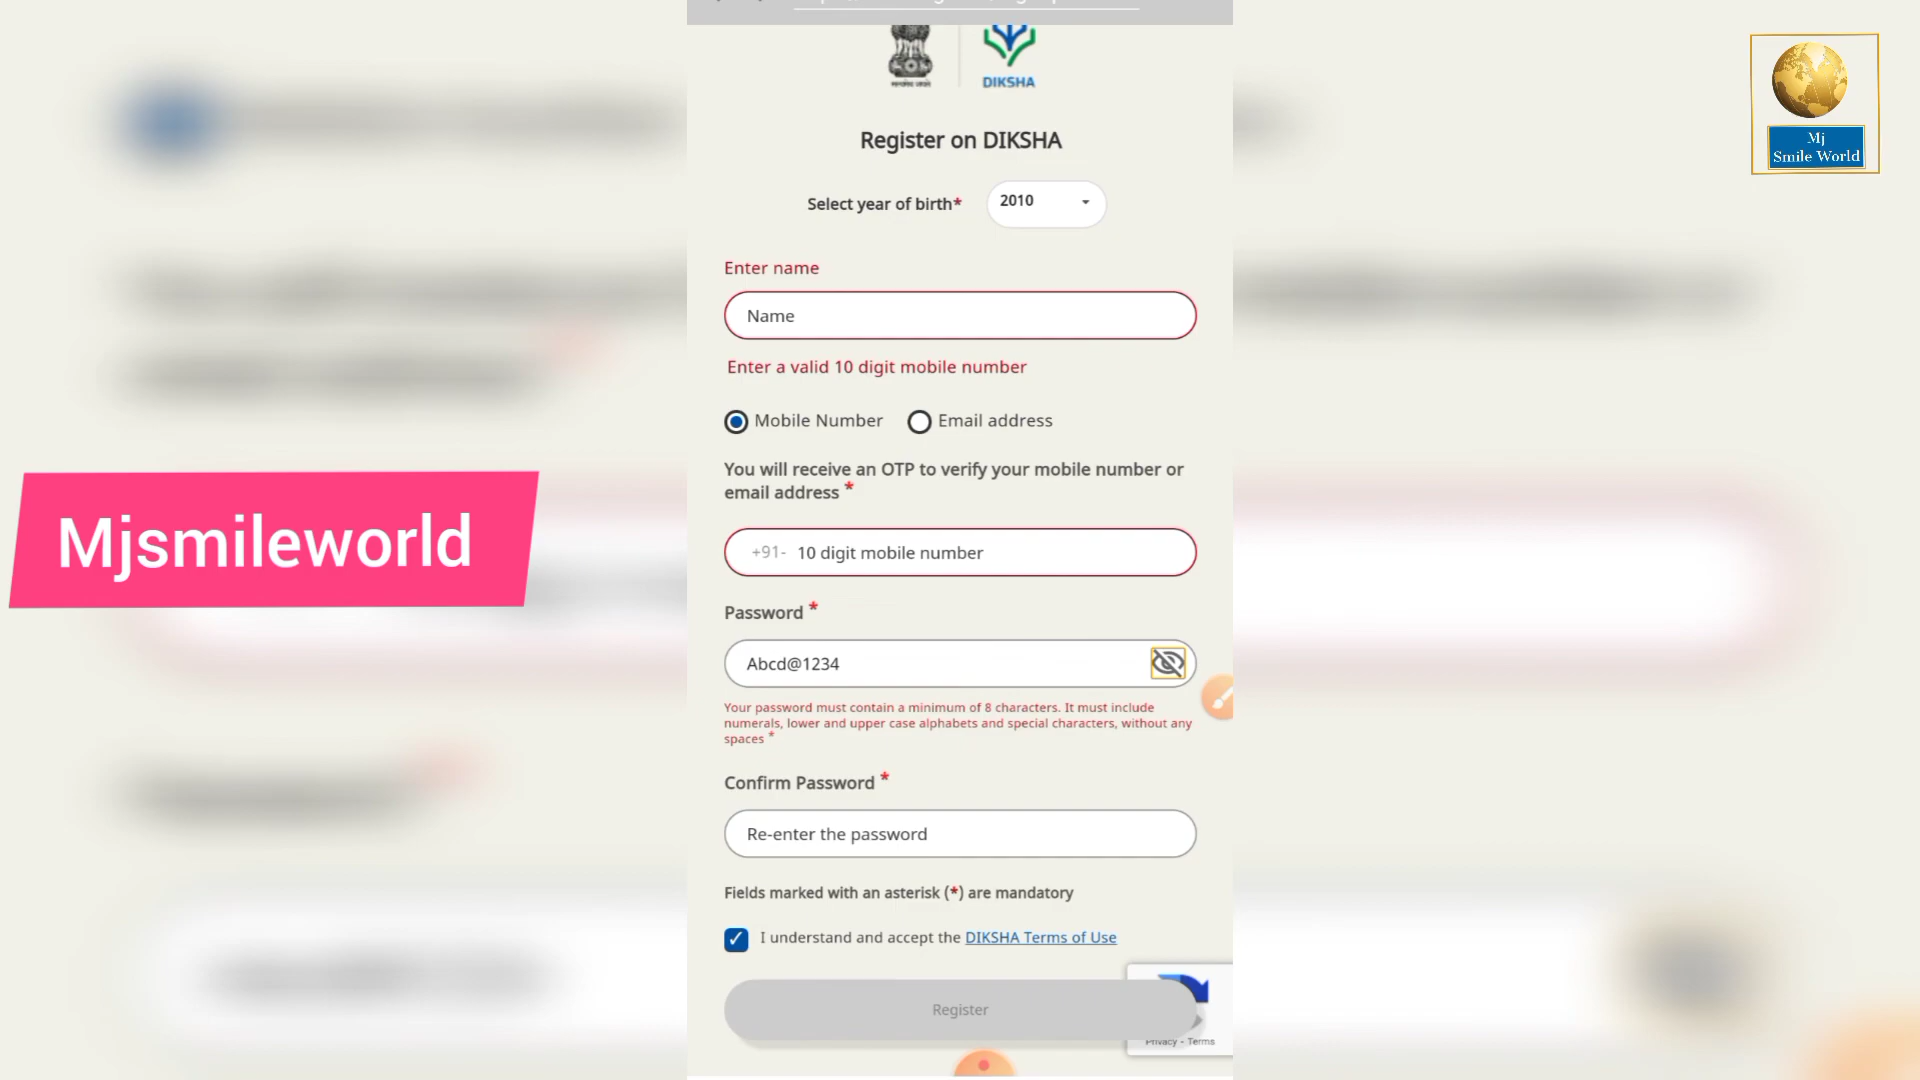 DIKSHA
Register on DIKSHA
Select year of birth* 2010
Enter name
Name
Enter a valid 10 digit mobile number
Mobile Number Email address
You will receive an OTP to verify your mobile number or
email address *
+91- 10 digit mobile number
Password *
Abcd@1234
Your password must contain a minimum of 8 characters. It must include
numerals, lower and upper case alphabets and special characters, without any
spaces *
Confirm Password *
Re-enter the password
Fields marked with an asterisk (*) are mandatory
I understand and accept the DIKSHA Terms of Use
Register
Privacy - Terms
Mjsmileworld
Mj
Smile World